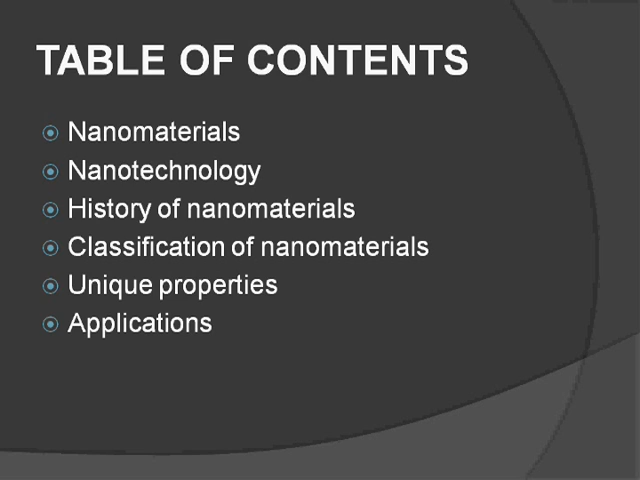 TABLE OF CONTENTS
Nanomaterials
Nanotechnology
History of nanomaterials
Classification of nanomaterials
Unique properties
Applications